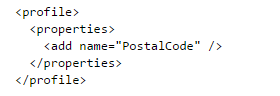 <profile>
  <properties>
    <add name="PostalCode" />
  </properties>
</profile>